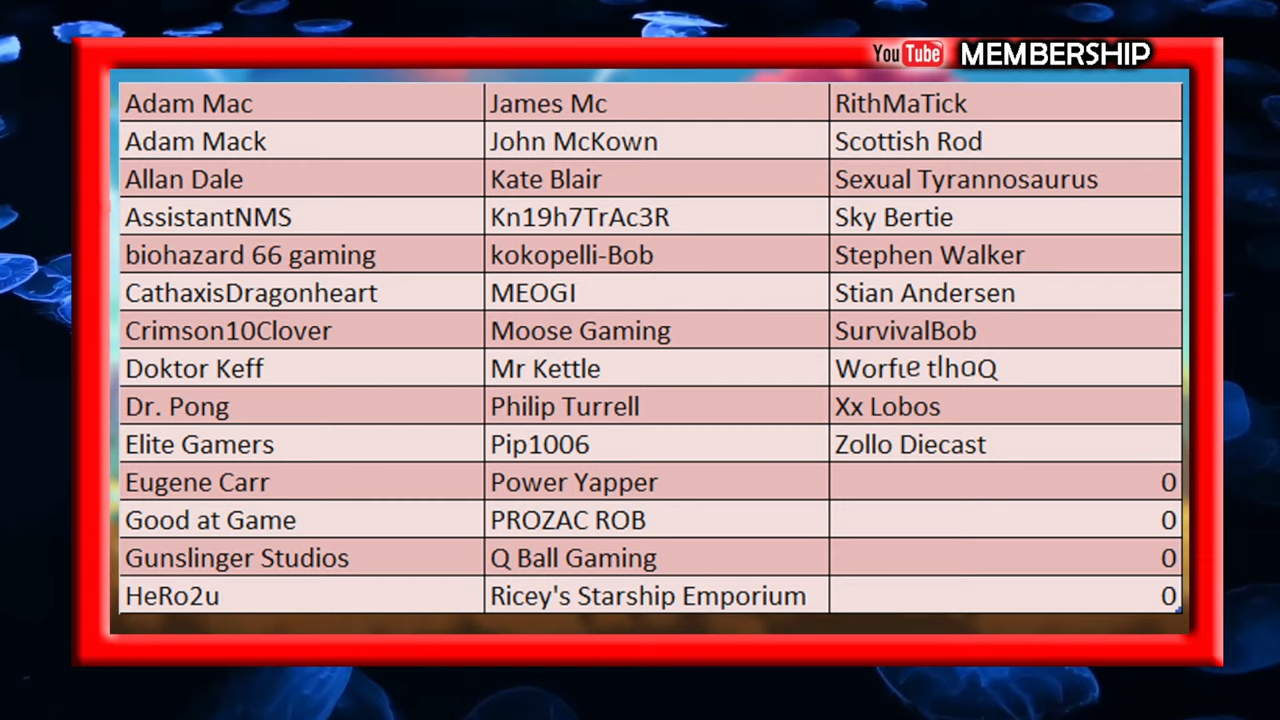 YouTube MEMBERSHIP
Adam Mac James Mc RithMaTick
Adam Mack John McKown Scottish Rod
Allan Dale Kate Blair Sexual Tyrannosaurus
AssistantNMS Kn19h7TrAc3R Sky Bertie
biohazard 66 gaming kokopelli-Bob Stephen Walker
CathaxisDragonheart MEOGI Stian Andersen
Crimson10Clover Moose Gaming SurvivalBob
Doktor Keff Mr Kettle Worfιɐ tlhɑQ
Dr. Pong Philip Turrell Xx Lobos
Elite Gamers Pip1006 Zollo Diecast
Eugene Carr Power Yapper 0
Good at Game PROZAC ROB 0
Gunslinger Studios Q Ball Gaming 0
HeRo2u Ricey's Starship Emporium 0